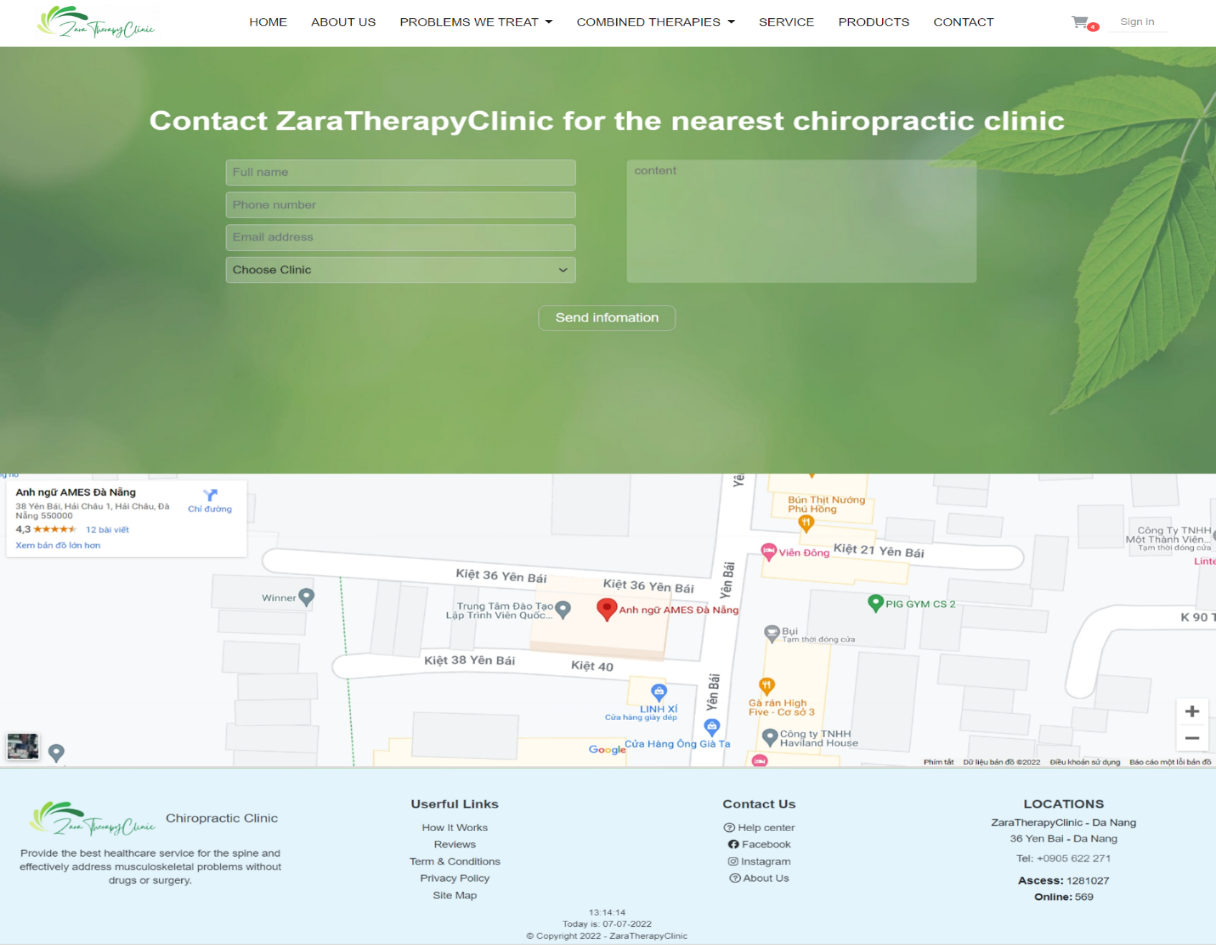 Zara TherapyClinic
HOME ABOUT US PROBLEMS WE TREAT COMBINED THERAPIES SERVICE PRODUCTS CONTACT
4
Sign in
Contact ZaraTherapyClinic for the nearest chiropractic clinic
Full name
Phone number
Email address
Choose Clinic
content
Send infomation
Anh ngữ AMES Đà Nẵng
38 Yên Bái, Hải Châu 1, Hải Châu, Đà
Nẵng 550000
4,3
12 bài viết
Xem bản đồ lớn hơn
Chỉ đường
Yê
Bún Thịt Nướng
Phú Hồng
Công Ty TNHH
Một Thành Viên...
Tạm thời đóng cửa
Viễn Đông
Kiệt 21 Yên Bái
Linte
Kiệt 36 Yên Bái
Kiệt 36 Yên Bái
Yên Bái
Winner
Trung Tâm Đào Tạo
Lập Trình Viên Quốc...
Anh ngữ AMES Đà Nẵng
PIG GYM CS 2
K 90 T
Bụi
Tạm thời đóng cửa
Kiệt 38 Yên Bái
Kiệt 40
Yên Bái
LINH XÍ
Cửa hàng giày dép
Gà rán High
Five - Cơ sở 3
Google
Cửa Hàng Ông Già Ta
Công ty TNHH
Haviland House
Phím tắt Dữ liệu bản đồ ©2022 Điều khoản sử dụng Báo cáo một lỗi bản đồ
Zara TherapyClinic
Chiropractic Clinic
Provide the best healthcare service for the spine and
effectively address musculoskeletal problems without
drugs or surgery.
Userful Links
How It Works
Reviews
Term & Conditions
Privacy Policy
Site Map
Contact Us
Help center
Facebook
Instagram
About Us
LOCATIONS
ZaraTherapyClinic - Da Nang
36 Yen Bai - Da Nang
Tel: +0905 622 271
Ascess: 1281027
Online: 569
13:14:14
Today is: 07-07-2022
© Copyright 2022 - ZaraTherapyClinic